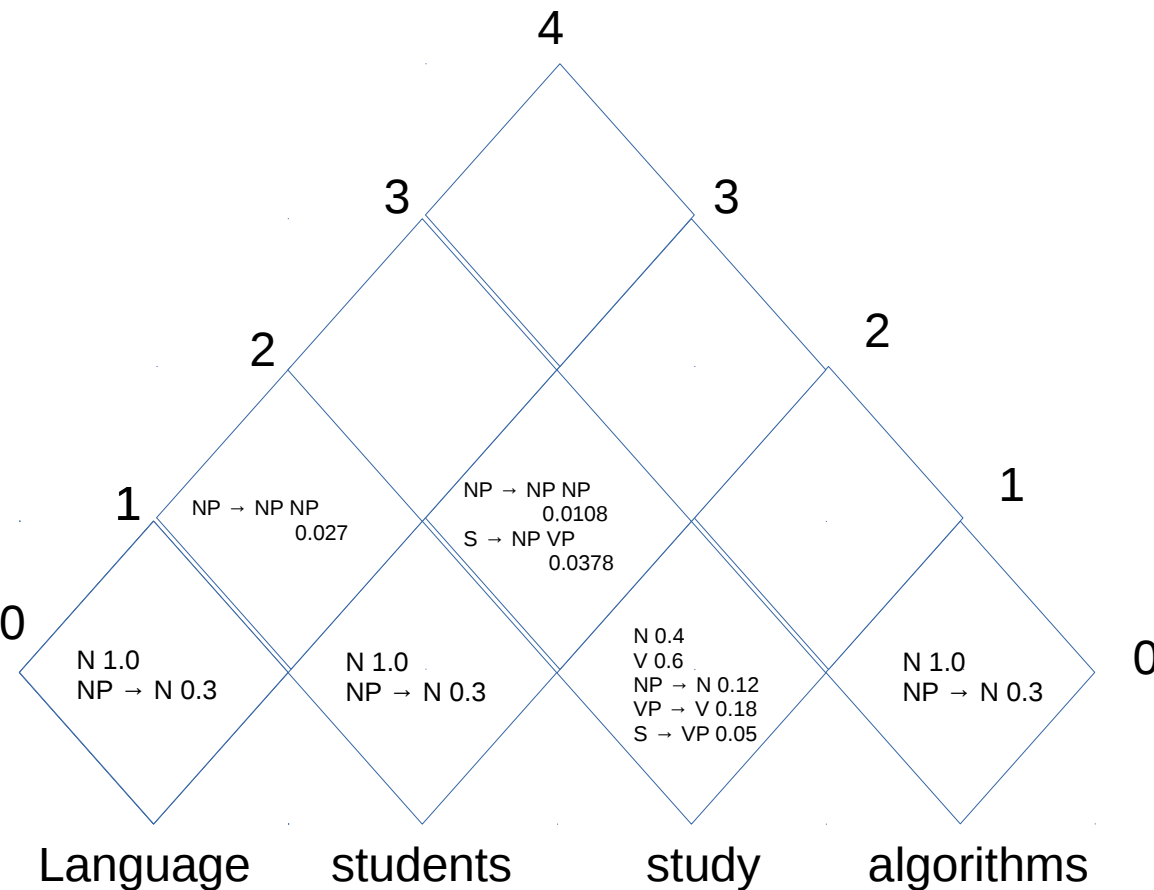 4
3
3
2
2
1
1
NP → NP NP
0.027
NP → NP NP
0.0108
S → NP VP
0.0378
0
0
N 1.0
NP → N 0.3
N 1.0
NP → N 0.3
N 0.4
V 0.6
NP → N 0.12
VP → V 0.18
S → VP 0.05
N 1.0
NP → N 0.3
Language students study algorithms